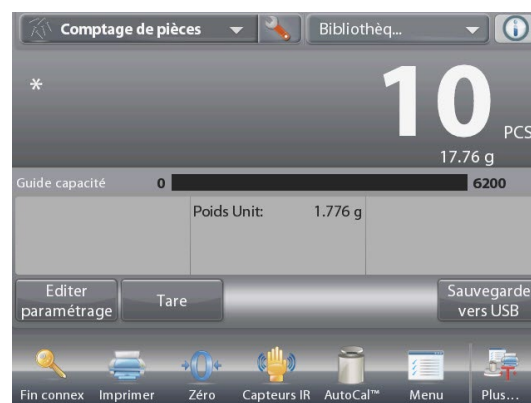 Comptage de pièces Bibliothèq...
*
10 PCS
17.76 g
Guide capacité 0 6200
Poids Unit: 1.776 g
Editer paramétrage Tare Sauvegarde vers USB
Fin connex Imprimer Zéro Capteurs IR AutoCal™ Menu Plus...